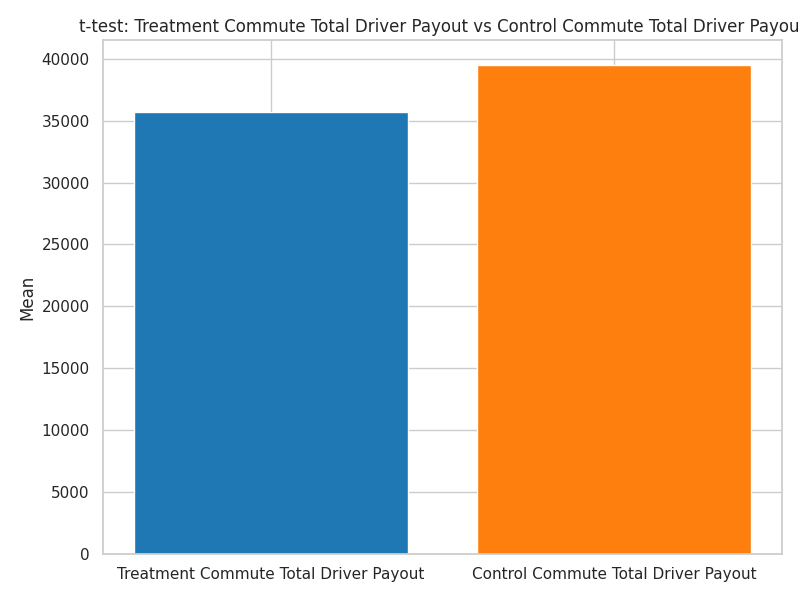 t-test: Treatment Commute Total Driver Payout vs Control Commute Total Driver Payou
40000
35000
30000
25000
20000
15000
10000
5000
0
Mean
Treatment Commute Total Driver Payout
Control Commute Total Driver Payout